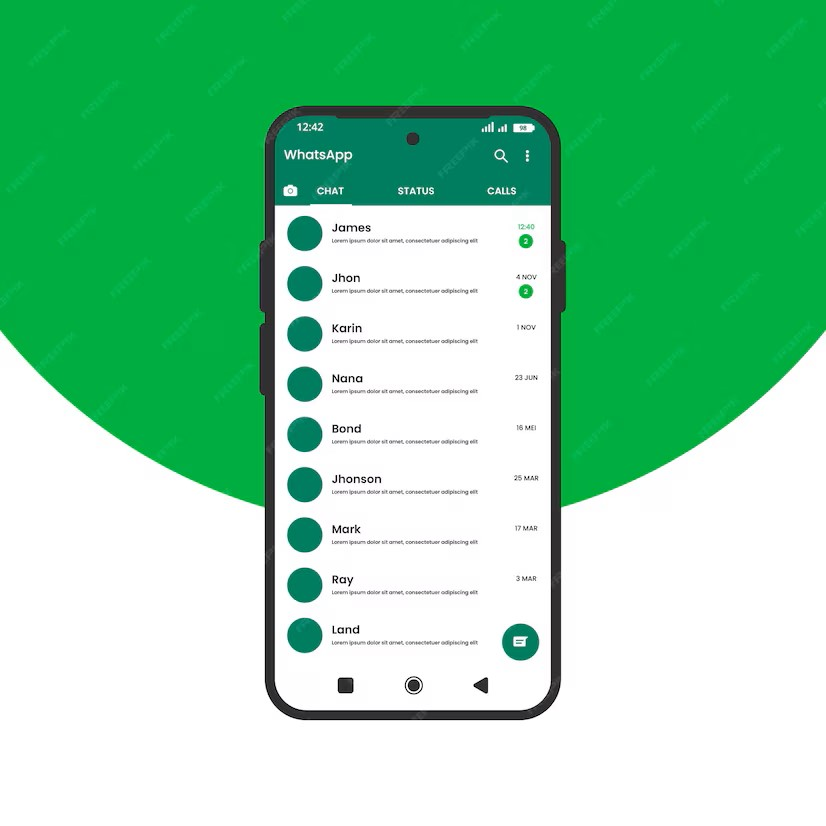 12:42
98
WhatsApp
CHAT STATUS CALLS
James 12:40
Lorem ipsum dolor sit amet, consectetuer adipiscing elit 2
Jhon 4 NOV
Lorem ipsum dolor sit amet, consectetuer adipiscing elit 2
Karin 1 NOV
Lorem ipsum dolor sit amet, consectetuer adipiscing elit
Nana 23 JUN
Lorem ipsum dolor sit amet, consectetuer adipiscing elit
Bond 16 MEI
Lorem ipsum dolor sit amet, consectetuer adipiscing elit
Jhonson 25 MAR
Lorem ipsum dolor sit amet, consectetuer adipiscing elit
Mark 17 MAR
Lorem ipsum dolor sit amet, consectetuer adipiscing elit
Ray 3 MAR
Lorem ipsum dolor sit amet, consectetuer adipiscing elit
Land
Lorem ipsum dolor sit amet, consectetuer adipiscing elit
FREEPIK